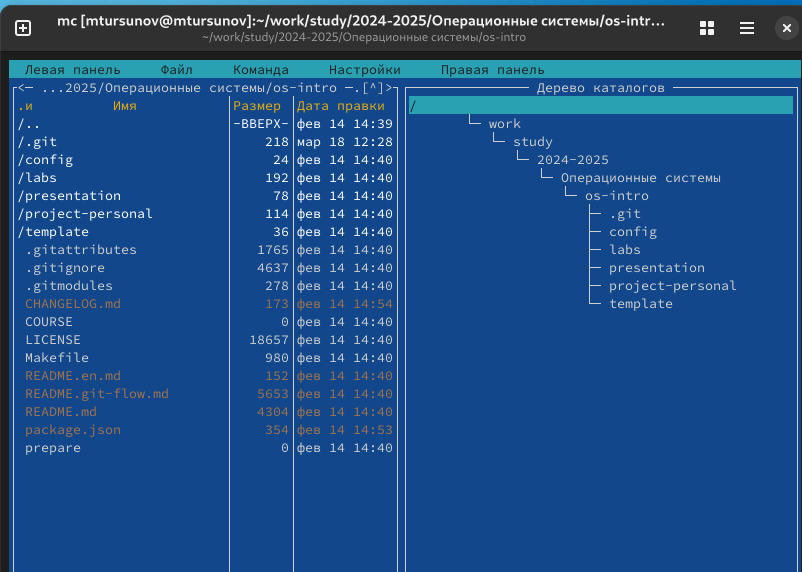 mc [mtursunov@mtursunov]:~/work/study/2024-2025/Операционные системы/os-intr...
~/work/study/2024-2025/Операционные системы/os-intro
Левая панель Файл Команда Настройки Правая панель
<─ ...2025/Операционные системы/os-intro ─.[^]>
.и Имя Размер Дата правки
/.. -ВВЕРХ- фев 14 14:39
/.git 218 мар 18 12:28
/config 24 фев 14 14:40
/labs 192 фев 14 14:40
/presentation 78 фев 14 14:40
/project-personal 114 фев 14 14:40
/template 36 фев 14 14:40
.gitattributes 1765 фев 14 14:40
.gitignore 4637 фев 14 14:40
.gitmodules 278 фев 14 14:40
CHANGELOG.md 173 фев 14 14:54
COURSE 0 фев 14 14:40
LICENSE 18657 фев 14 14:40
Makefile 980 фев 14 14:40
README.en.md 152 фев 14 14:40
README.git-flow.md 5653 фев 14 14:40
README.md 4304 фев 14 14:40
package.json 354 фев 14 14:53
prepare 0 фев 14 14:40
Дерево каталогов
/
work
study
2024-2025
Операционные системы
os-intro
.git
config
labs
presentation
project-personal
template